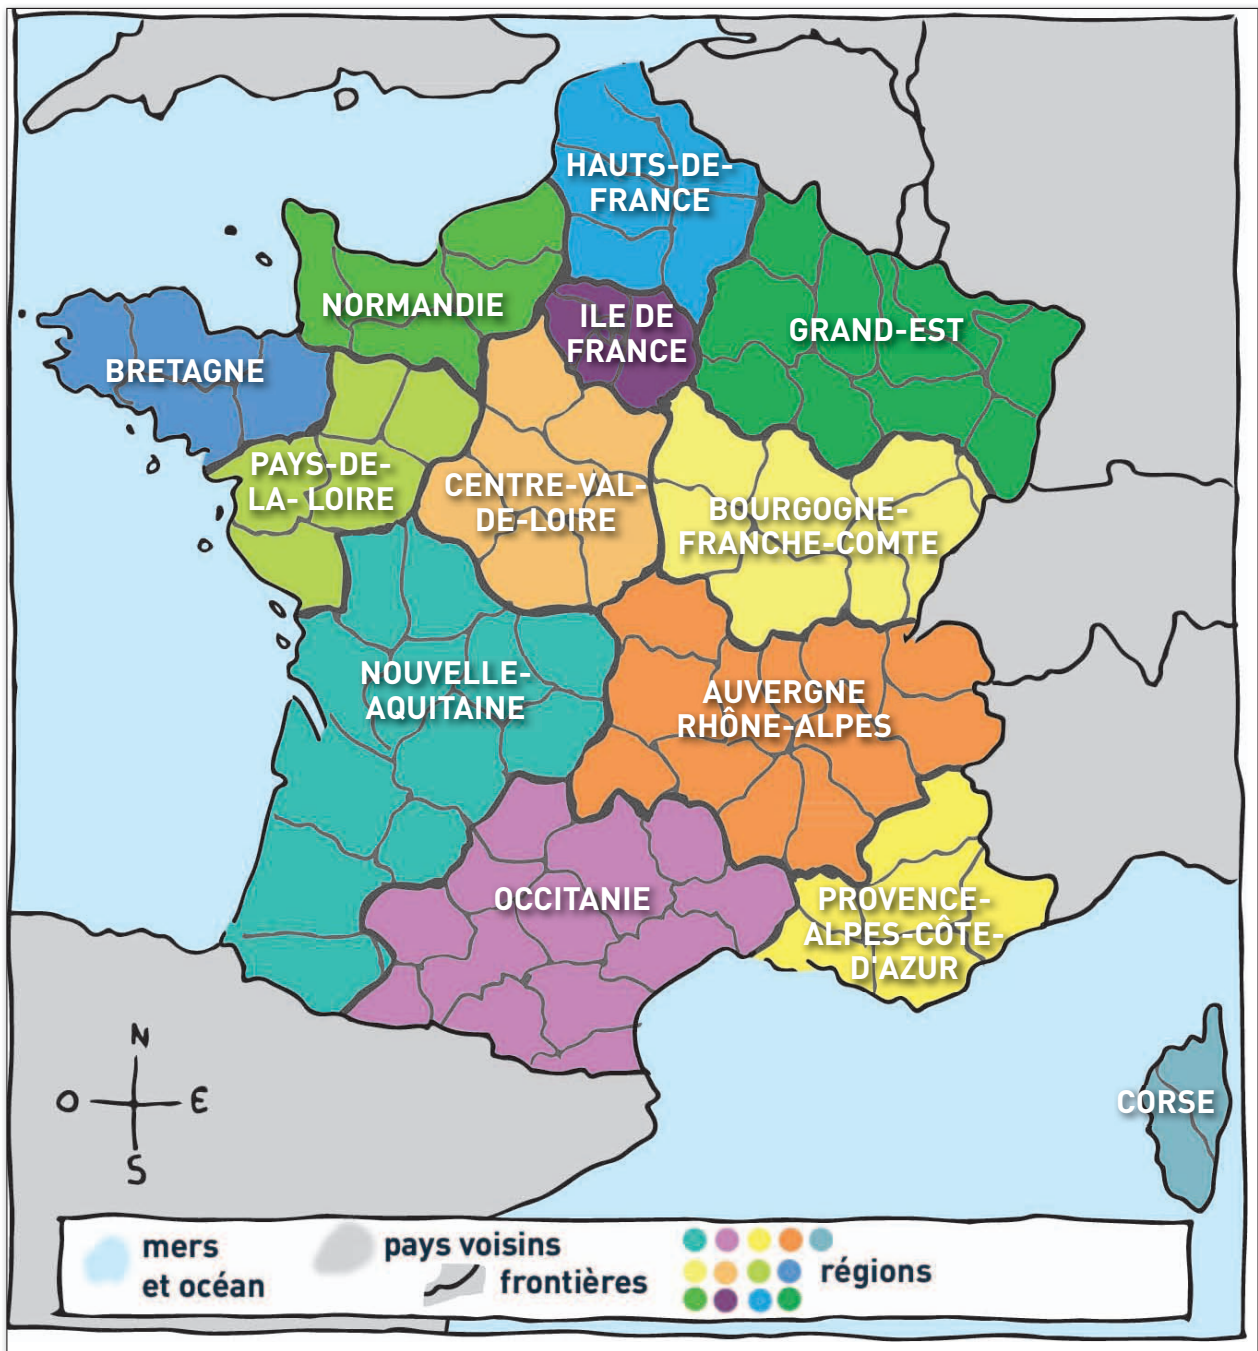 HAUTS-DE-
FRANCE
NORMANDIE
ILE DE
FRANCE
GRAND-EST
BRETAGNE
PAYS-DE-
LA- LOIRE
CENTRE-VAL-
DE-LOIRE
BOURGOGNE-
FRANCHE-COMTE
NOUVELLE-
AQUITAINE
AUVERGNE
RHÔNE-ALPES
OCCITANIE
PROVENCE-
ALPES-CÔTE-
D'AZUR
CORSE
N
O
E
S
mers
et océan
pays voisins
frontières
régions